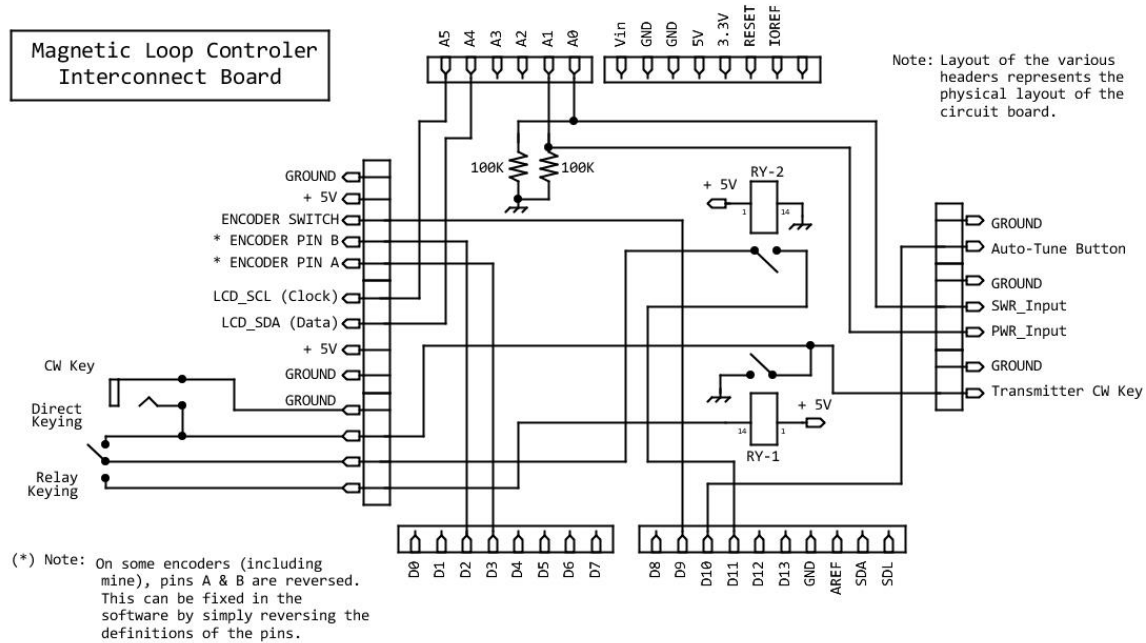 Magnetic Loop Controler
Interconnect Board
A5
A4
A3
A2
A1
A0
Vin
GND
GND
5V
3.3V
RESET
IOREF
Note: Layout of the various
headers represents the
physical layout of the
circuit board.
100K
100K
RY-2
+ 5V
1
14
GROUND
+ 5V
ENCODER SWITCH
* ENCODER PIN B
* ENCODER PIN A
LCD_SCL (Clock)
LCD_SDA (Data)
+ 5V
GROUND
GROUND
CW Key
Direct
Keying
Relay
Keying
GROUND
Auto-Tune Button
GROUND
SWR_Input
PWR_Input
GROUND
Transmitter CW Key
+ 5V
14
1
RY-1
D0
D1
D2
D3
D4
D5
D6
D7
D8
D9
D10
D11
D12
D13
GND
AREF
SDA
SDL
(*) Note: On some encoders (including
mine), pins A & B are reversed.
This can be fixed in the
software by simply reversing the
definitions of the pins.